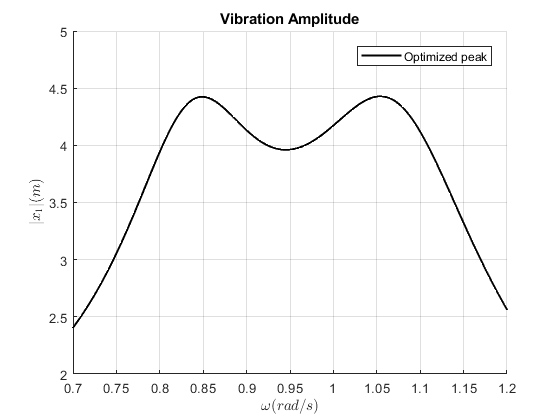 Vibration Amplitude
Optimized peak
5
4.5
4
3.5
3
2.5
2
|x₁|(m)
0.7 0.75 0.8 0.85 0.9 0.95 1 1.05 1.1 1.15 1.2
ω(rad/s)